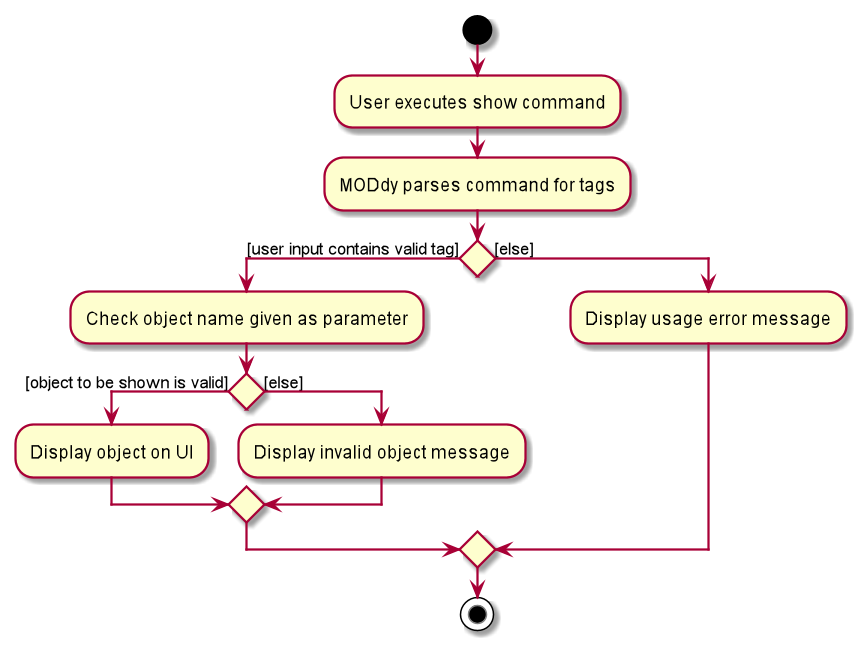 User executes show command
MODdy parses command for tags
[user input contains valid tag]
[else]
Check object name given as parameter
Display usage error message
[object to be shown is valid]
[else]
Display object on UI
Display invalid object message